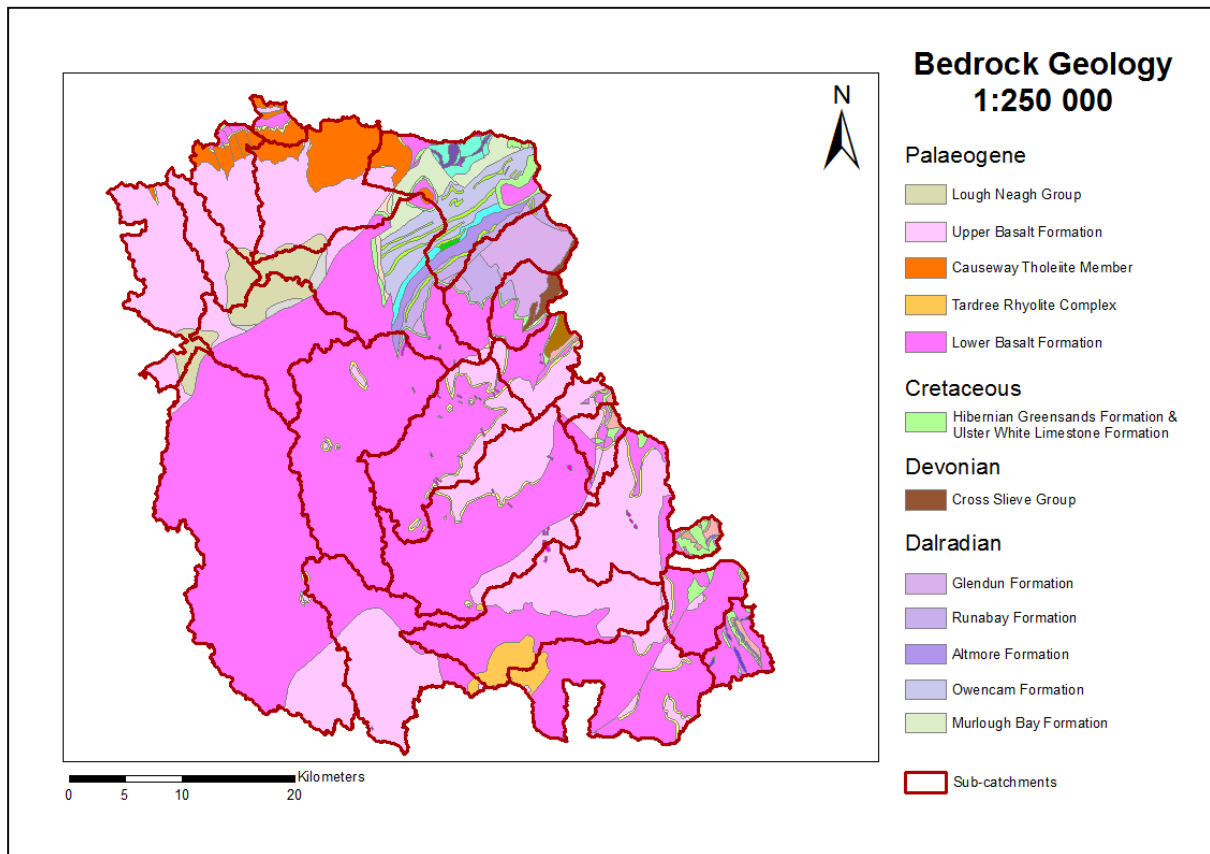 Bedrock Geology
1:250 000
N
Palaeogene
Lough Neagh Group
Upper Basalt Formation
Causeway Tholeiite Member
Tardree Rhyolite Complex
Lower Basalt Formation
Cretaceous
Hibernian Greensands Formation &
Ulster White Limestone Formation
Devonian
Cross Slieve Group
Dalradian
Glendun Formation
Runabay Formation
Altmore Formation
Owencam Formation
Murlough Bay Formation
Sub-catchments
Kilometers
0 5 10 20